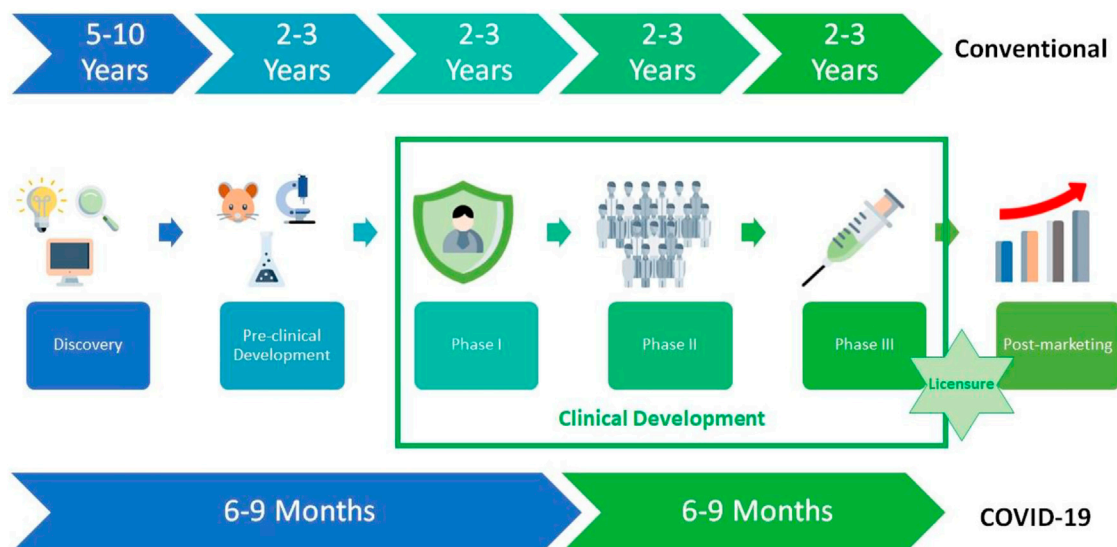 5-10
Years
2-3
Years
2-3
Years
2-3
Years
2-3
Years
Conventional
Discovery
Pre-clinical
Development
Phase I
Phase II
Phase III
Post-marketing
Licensure
Clinical Development
6-9 Months
6-9 Months
COVID-19